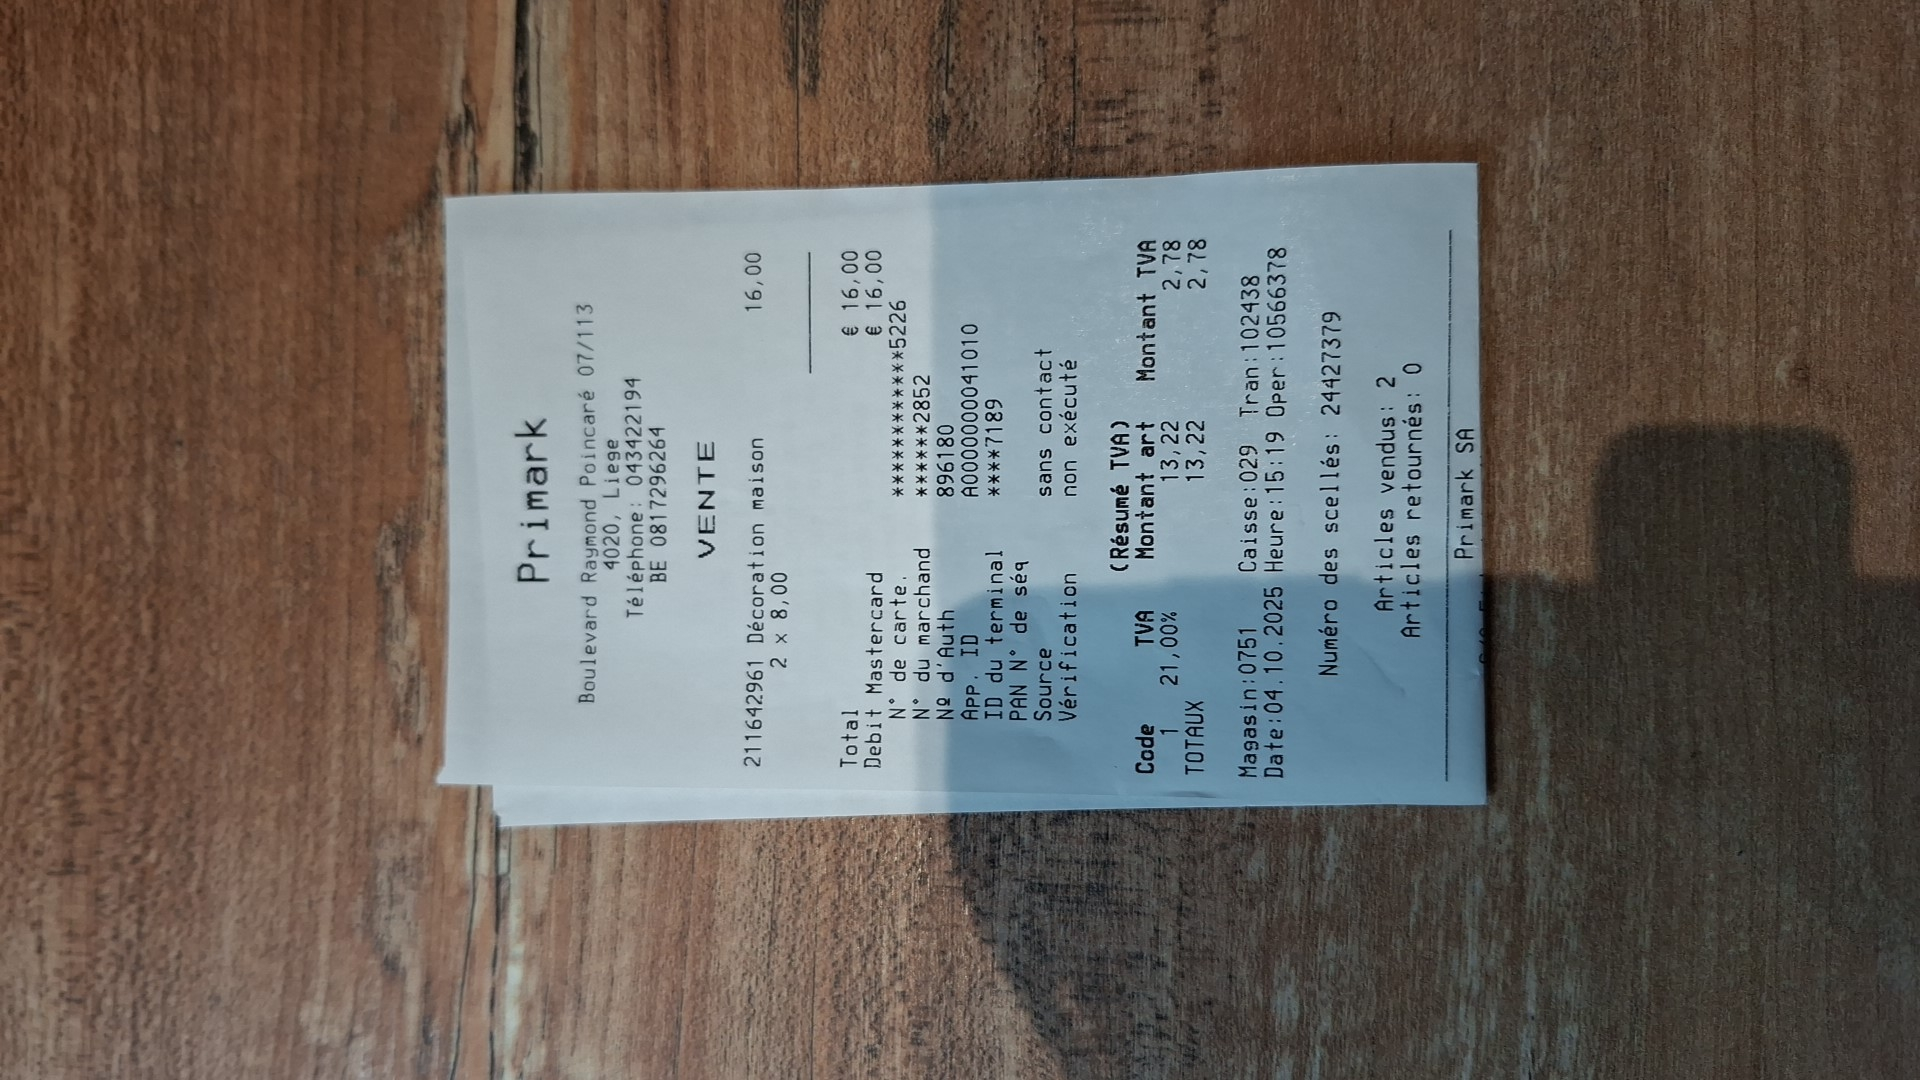 Primark
Boulevard Raymond Poincaré 07/113
4020, Liege
Téléphone: 043422194
BE 0817296264
VENTE
211642961 Décoration maison 16,00
2 x 8,00
Total € 16,00
Debit Mastercard € 16,00
N° de carte. ************5226
N° du marchand ******2852
Nº d'Auth 896180
App. ID A0000000041010
ID du terminal ****7189
PAN N° de séq
Source sans contact
Vérification non exécuté
(Résumé TVA)
Code TVA Montant art Montant TVA
1 21,00% 13,22 2,78
TOTAUX 13,22 2,78
Magasin:0751 Caisse:029 Tran:102438
Date:04.10.2025 Heure:15:19 Oper:10566378
Numéro des scellés: 24427379
Articles vendus: 2
Articles retournés: 0
Primark SA